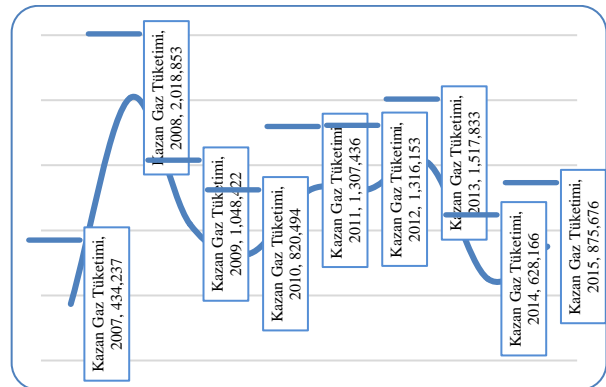 Kazan Gaz Tüketimi,
2007, 434,237
Kazan Gaz Tüketimi,
2008, 2,018,853
Kazan Gaz Tüketimi,
2009, 1,048,422
Kazan Gaz Tüketimi,
2010, 820,494
Kazan Gaz Tüketimi,
2011, 1,307,436
Kazan Gaz Tüketimi,
2012, 1,316,153
Kazan Gaz Tüketimi,
2013, 1,517,833
Kazan Gaz Tüketimi,
2014, 628,166
Kazan Gaz Tüketimi,
2015, 875,676